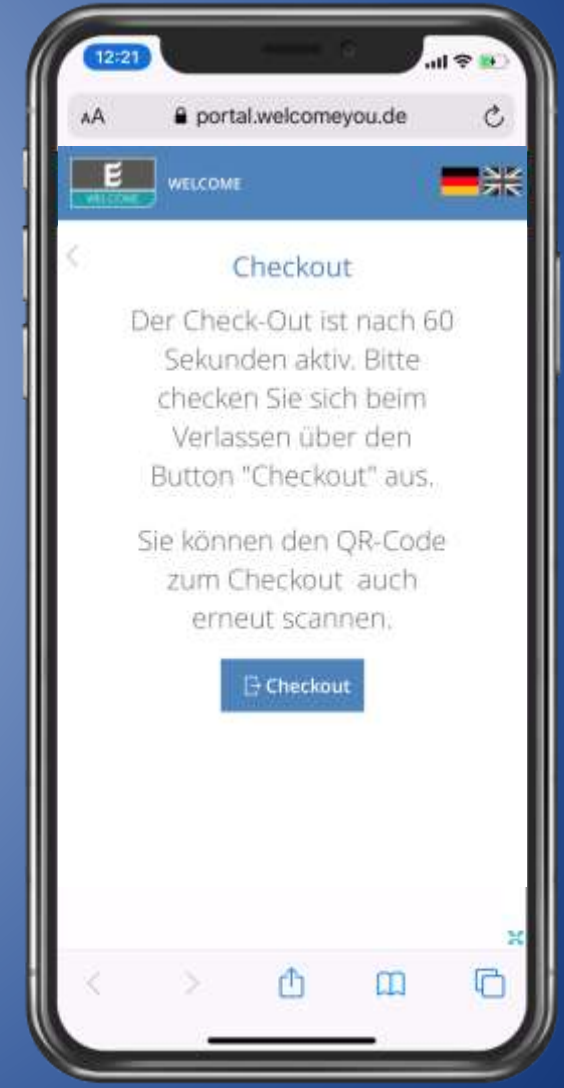 12:21
AA portal.welcomeyou.de
E
WELCOME
WELCOME
Checkout
Der Check-Out ist nach 60
Sekunden aktiv. Bitte
checken Sie sich beim
Verlassen über den
Button "Checkout" aus.
Sie können den QR-Code
zum Checkout auch
erneut scannen.
Checkout